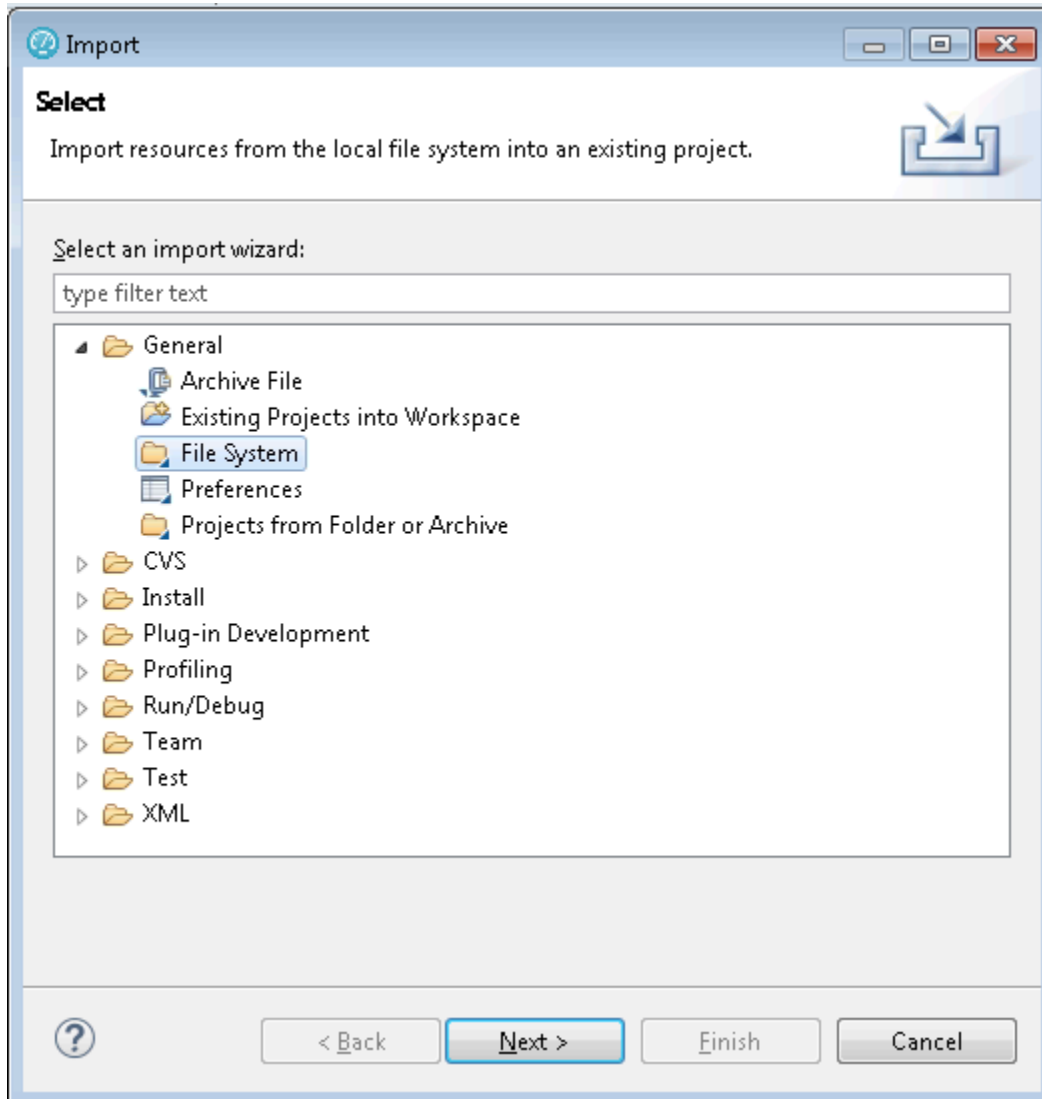 Import
Select
Import resources from the local file system into an existing project.
Select an import wizard:
type filter text
General
Archive File
Existing Projects into Workspace
File System
Preferences
Projects from Folder or Archive
CVS
Install
Plug-in Development
Profiling
Run/Debug
Team
Test
XML
? < Back Next > Finish Cancel